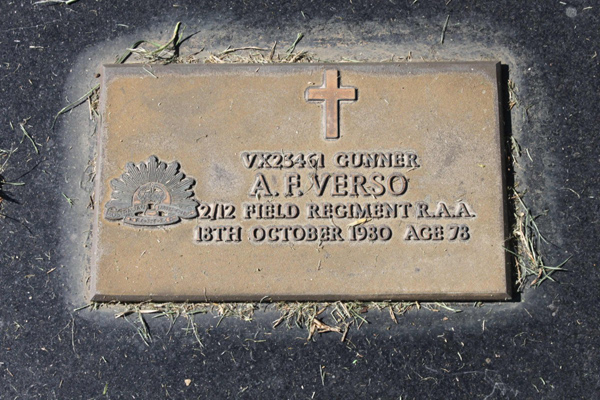 VX23461 GUNNER
A. F. VERSO
2/12 FIELD REGIMENT R.A.A.
18TH OCTOBER 1980 AGE 78